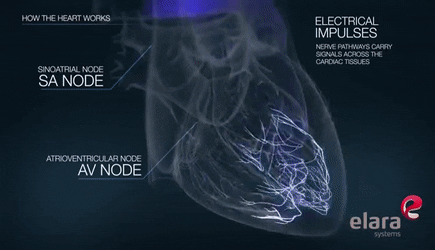 HOW THE HEART WORKS
ELECTRICAL
IMPULSES
NERVE PATHWAYS CARRY
SIGNALS ACROSS THE
CARDIAC TISSUES
SINOATRIAL NODE
SA NODE
ATRIOVENTRICULAR NODE
AV NODE
elara
systems